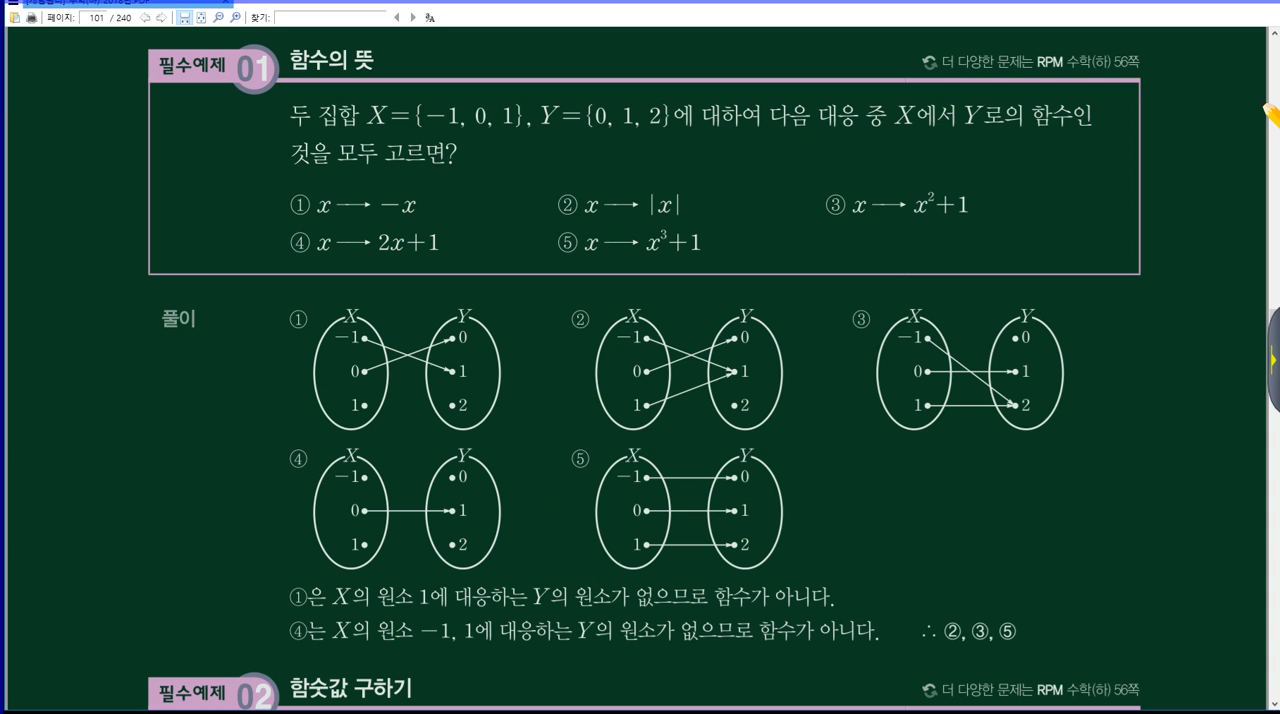 페이지: 101 / 240 찾기:
필수예제 01 함수의 뜻 더 다양한 문제는 RPM 수학(하) 56쪽
두 집합 X={-1, 0, 1}, Y={0, 1, 2}에 대하여 다음 대응 중 X에서 Y로의 함수인
것을 모두 고르면?
① x ⟶ -x ② x ⟶ |x| ③ x ⟶ x²+1
④ x ⟶ 2x+1 ⑤ x ⟶ x³+1
풀이
① X Y ② X Y ③ X Y
-1 0 -1 0 -1 0
0 1 0 1 0 1
1 2 1 2 1 2
④ X Y ⑤ X Y
-1 0 -1 0
0 1 0 1
1 2 1 2
①은 X의 원소 1에 대응하는 Y의 원소가 없으므로 함수가 아니다.
④는 X의 원소 -1, 1에 대응하는 Y의 원소가 없으므로 함수가 아니다. ∴ ②, ③, ⑤
필수예제 02 함숫값 구하기 더 다양한 문제는 RPM 수학(하) 56쪽